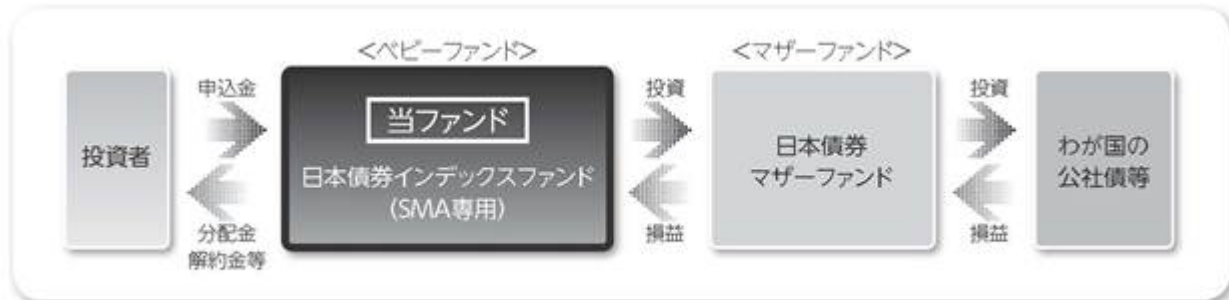 <ベビーファンド>
<マザーファンド>
投資者
申込金
分配金
解約金等
当ファンド
日本債券インデックスファンド
(SMA専用)
投資
損益
日本債券
マザーファンド
投資
損益
わが国の
公社債等